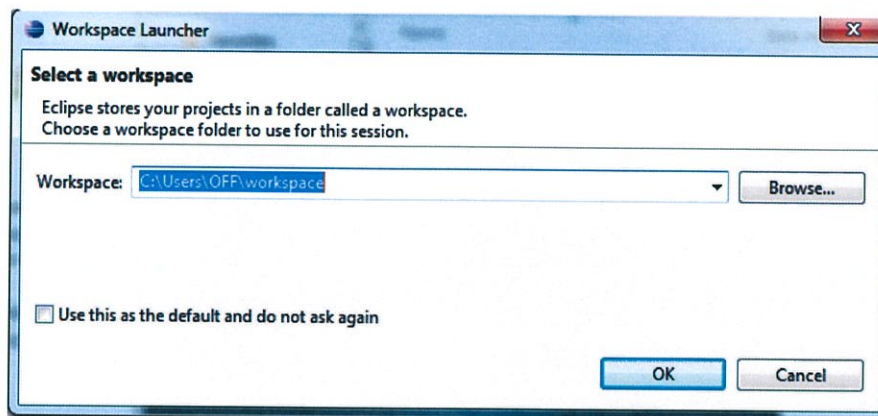 Workspace Launcher
Select a workspace
Eclipse stores your projects in a folder called a workspace.
Choose a workspace folder to use for this session.
Workspace: C:\Users\OFF\workspace Browse...
Use this as the default and do not ask again
OK Cancel